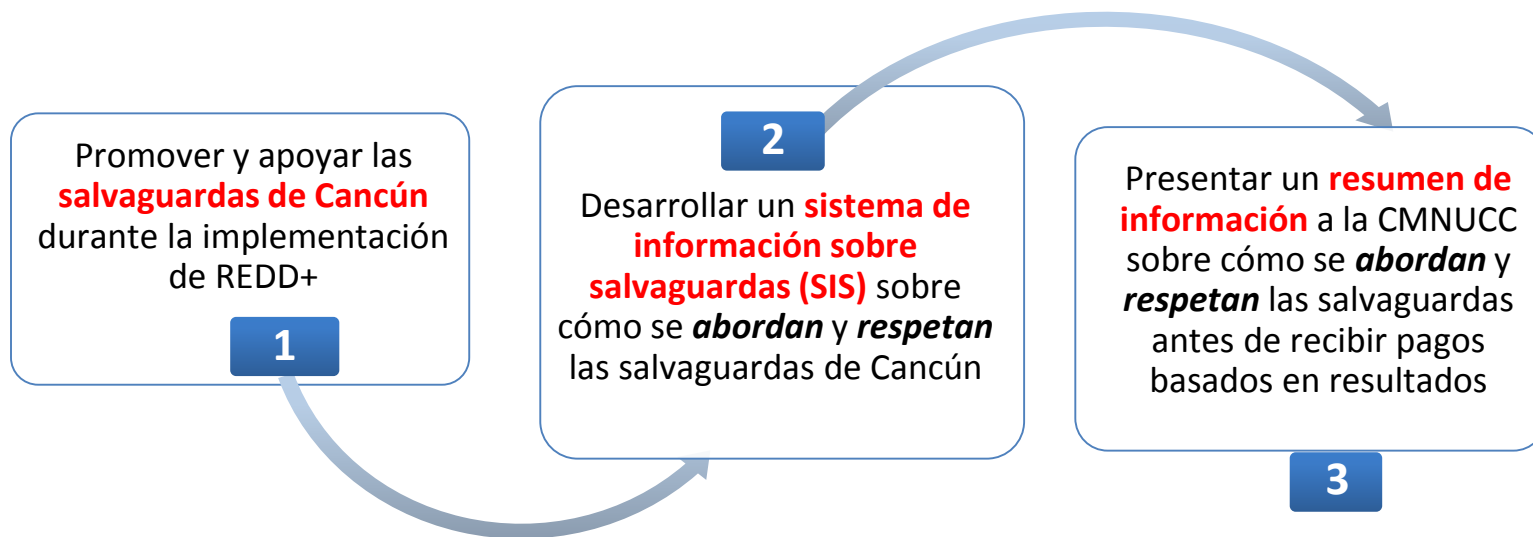 Promover y apoyar las
salvaguardas de Cancún
durante la implementación
de REDD+
1
2
Desarrollar un sistema de
información sobre
salvaguardas (SIS) sobre
cómo se abordan y respetan
las salvaguardas de Cancún
Presentar un resumen de
información a la CMNUCC
sobre cómo se abordan y
respetan las salvaguardas
antes de recibir pagos
basados en resultados
3